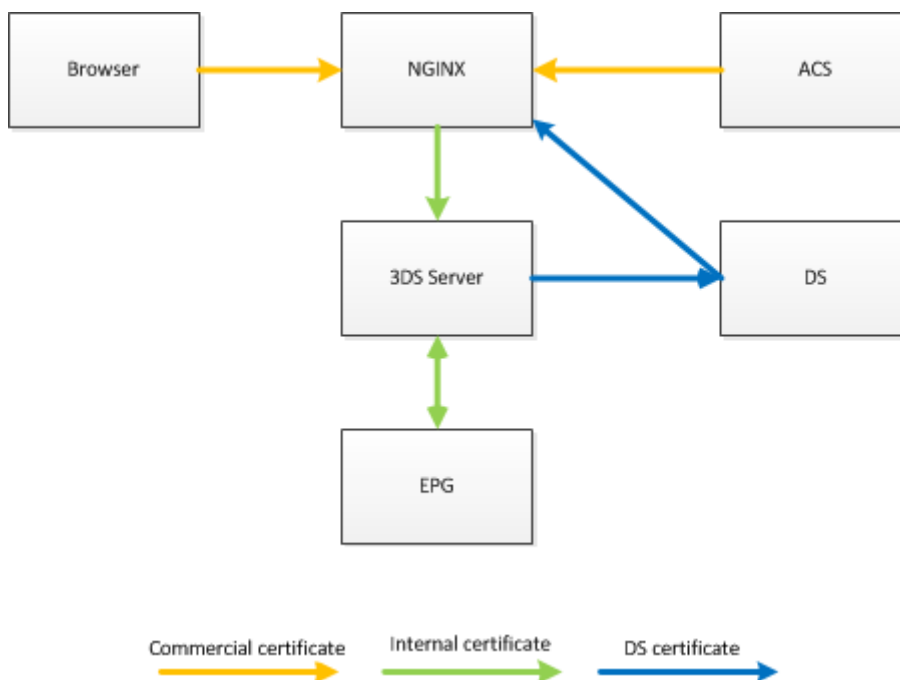 Browser
NGINX
ACS
3DS Server
DS
EPG
Commercial certificate
Internal certificate
DS certificate